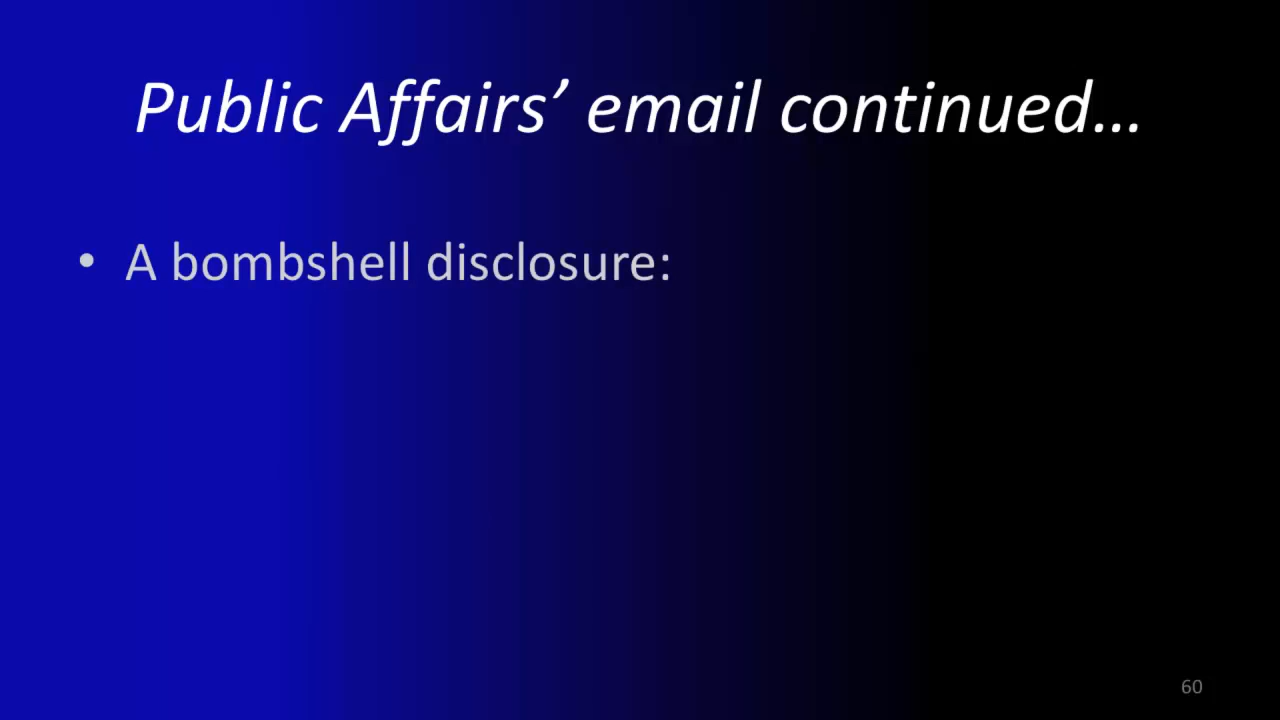 Public Affairs’ email continued…
• A bombshell disclosure:
60